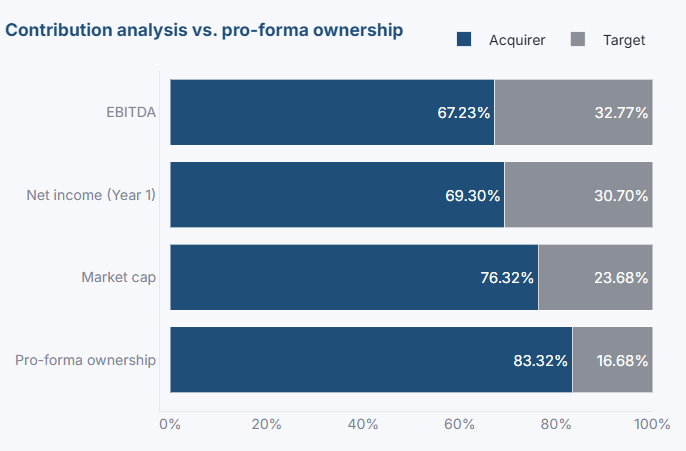 Contribution analysis vs. pro-forma ownership
Acquirer Target
EBITDA 67.23% 32.77%
Net income (Year 1) 69.30% 30.70%
Market cap 76.32% 23.68%
Pro-forma ownership 83.32% 16.68%
0% 20% 40% 60% 80% 100%